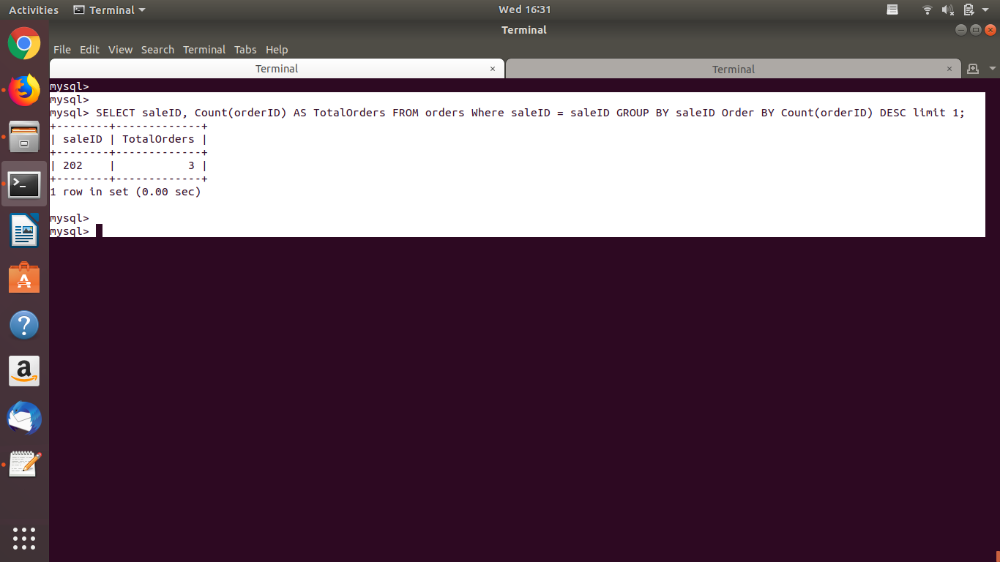 Activities Terminal Wed 16:31
Terminal
File Edit View Search Terminal Tabs Help
Terminal × Terminal ×
mysql>
mysql>
mysql> SELECT saleID, Count(orderID) AS TotalOrders FROM orders Where saleID = saleID GROUP BY saleID Order BY Count(orderID) DESC limit 1;
+--------+-------------+
| saleID | TotalOrders |
+--------+-------------+
| 202    |           3 |
+--------+-------------+
1 row in set (0.00 sec)
mysql>
mysql>